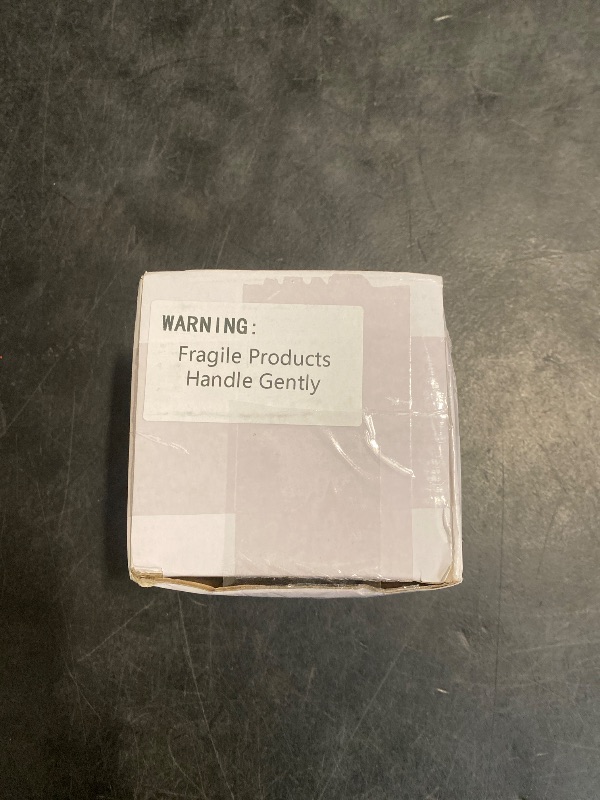 WARNING:
Fragile Products
Handle Gently